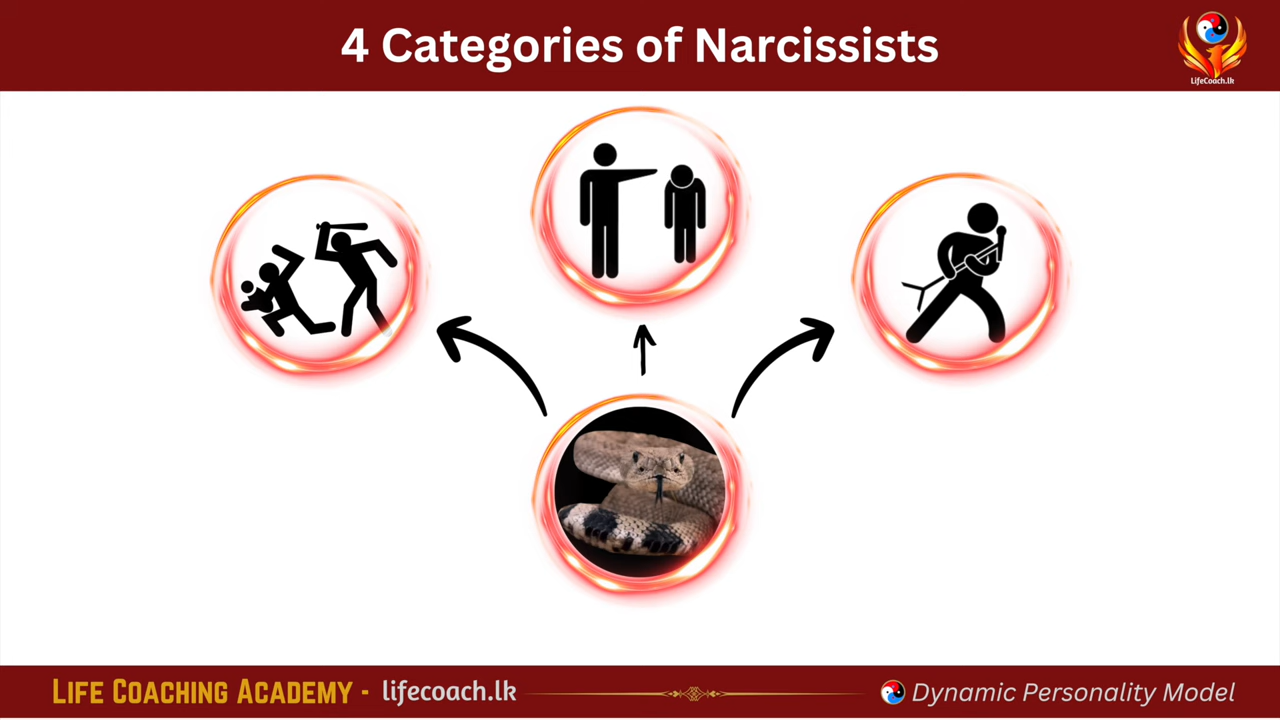 4 Categories of Narcissists
LifeCoach.lk
Life Coaching Academy - lifecoach.lk
Dynamic Personality Model